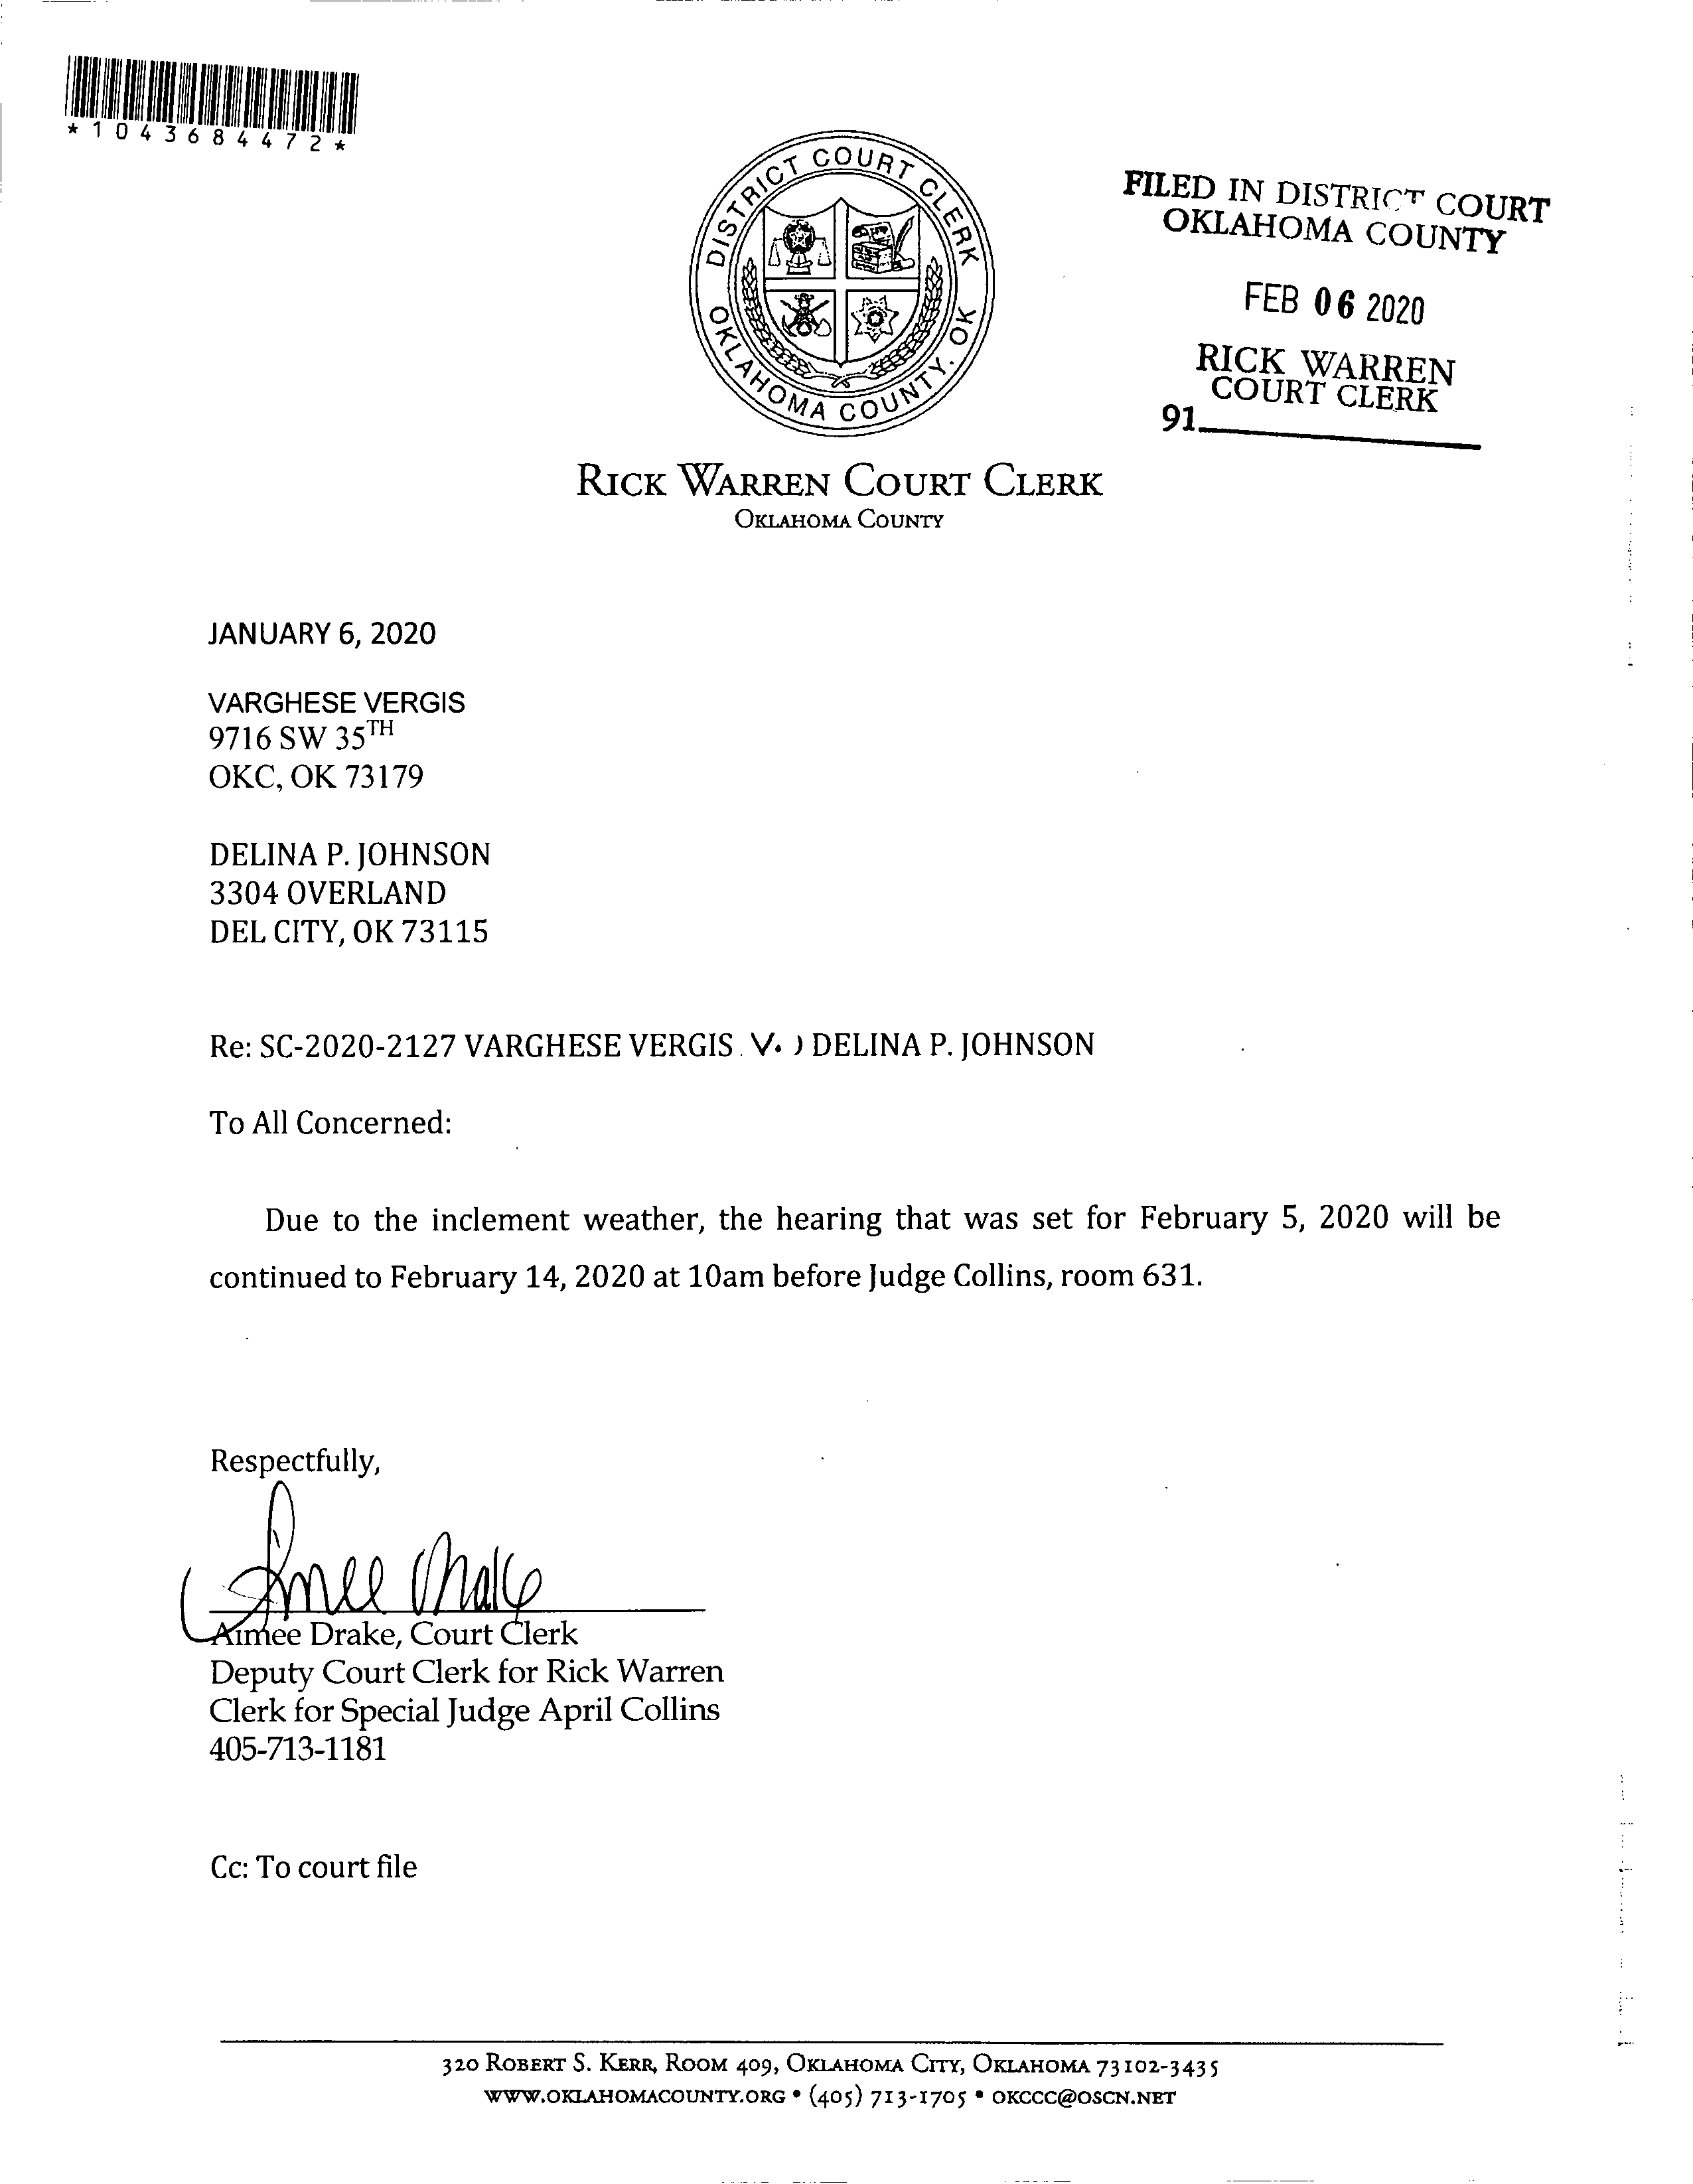 *1043684472*
DISTRICT COURT CLERK
OKLAHOMA COUNTY, OK
FILED IN DISTRICT COURT
OKLAHOMA COUNTY
FEB 06 2020
RICK WARREN
COURT CLERK
91
RICK WARREN COURT CLERK
OKLAHOMA COUNTY
JANUARY 6, 2020
VARGHESE VERGIS
9716 SW 35TH
OKC, OK 73179
DELINA P. JOHNSON
3304 OVERLAND
DEL CITY, OK 73115
Re: SC-2020-2127 VARGHESE VERGIS V. ) DELINA P. JOHNSON
To All Concerned:
Due to the inclement weather, the hearing that was set for February 5, 2020 will be
continued to February 14, 2020 at 10am before Judge Collins, room 631.
Respectfully,
Aimee Drake
Aimee Drake, Court Clerk
Deputy Court Clerk for Rick Warren
Clerk for Special Judge April Collins
405-713-1181
Cc: To court file
320 ROBERT S. KERR, ROOM 409, OKLAHOMA CITY, OKLAHOMA 73102-3435
WWW.OKLAHOMACOUNTY.ORG • (405) 713-1705 • OKCCC@OSCN.NET